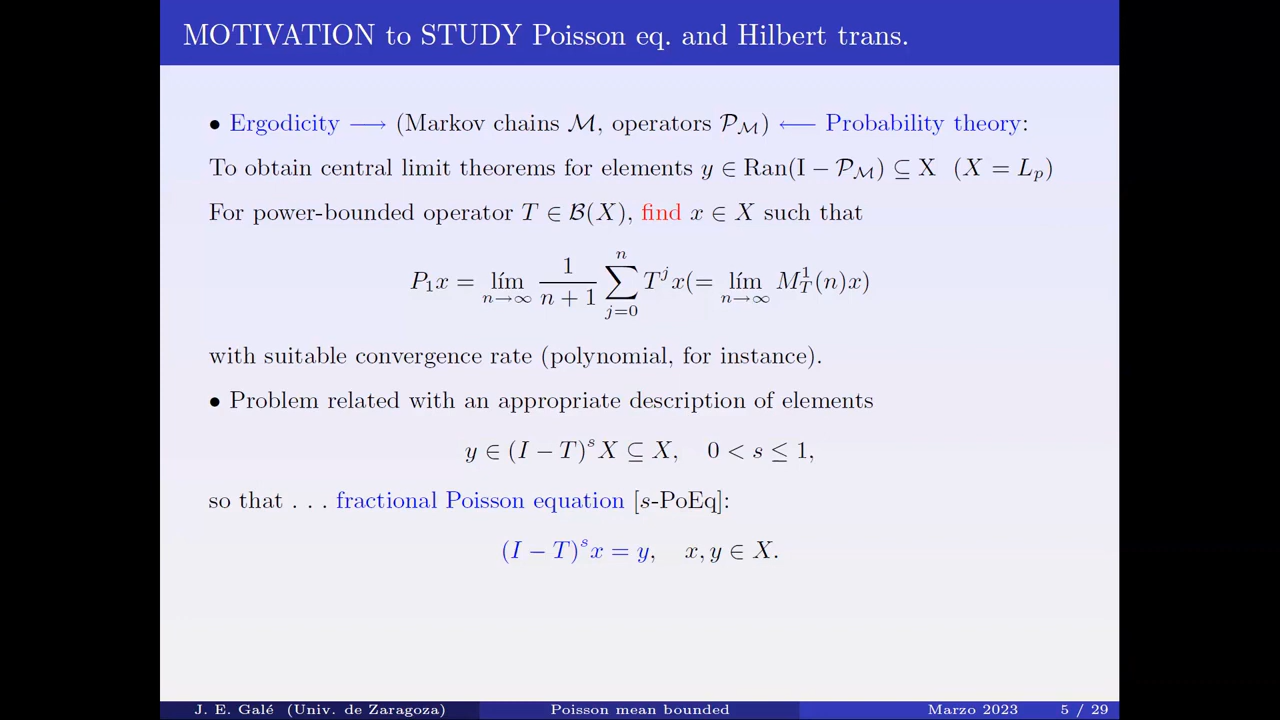 MOTIVATION to STUDY Poisson eq. and Hilbert trans.
• Ergodicity ⟶ (Markov chains ℳ, operators 𝒫_ℳ) ⟵ Probability theory:
To obtain central limit theorems for elements y ∈ Ran(I − 𝒫_ℳ) ⊆ X (X = L_p)
For power-bounded operator T ∈ ℬ(X), find x ∈ X such that
P₁x = lím_{n→∞} \frac{1}{n+1} ∑_{j=0}^{n} T^j x(= lím_{n→∞} M_T^1(n)x)
with suitable convergence rate (polynomial, for instance).
• Problem related with an appropriate description of elements
y ∈ (I − T)^s X ⊆ X, 0 < s ≤ 1,
so that . . . fractional Poisson equation [s-PoEq]:
(I − T)^s x = y, x, y ∈ X.
J. E. Galé (Univ. de Zaragoza) Poisson mean bounded Marzo 2023 5 / 29